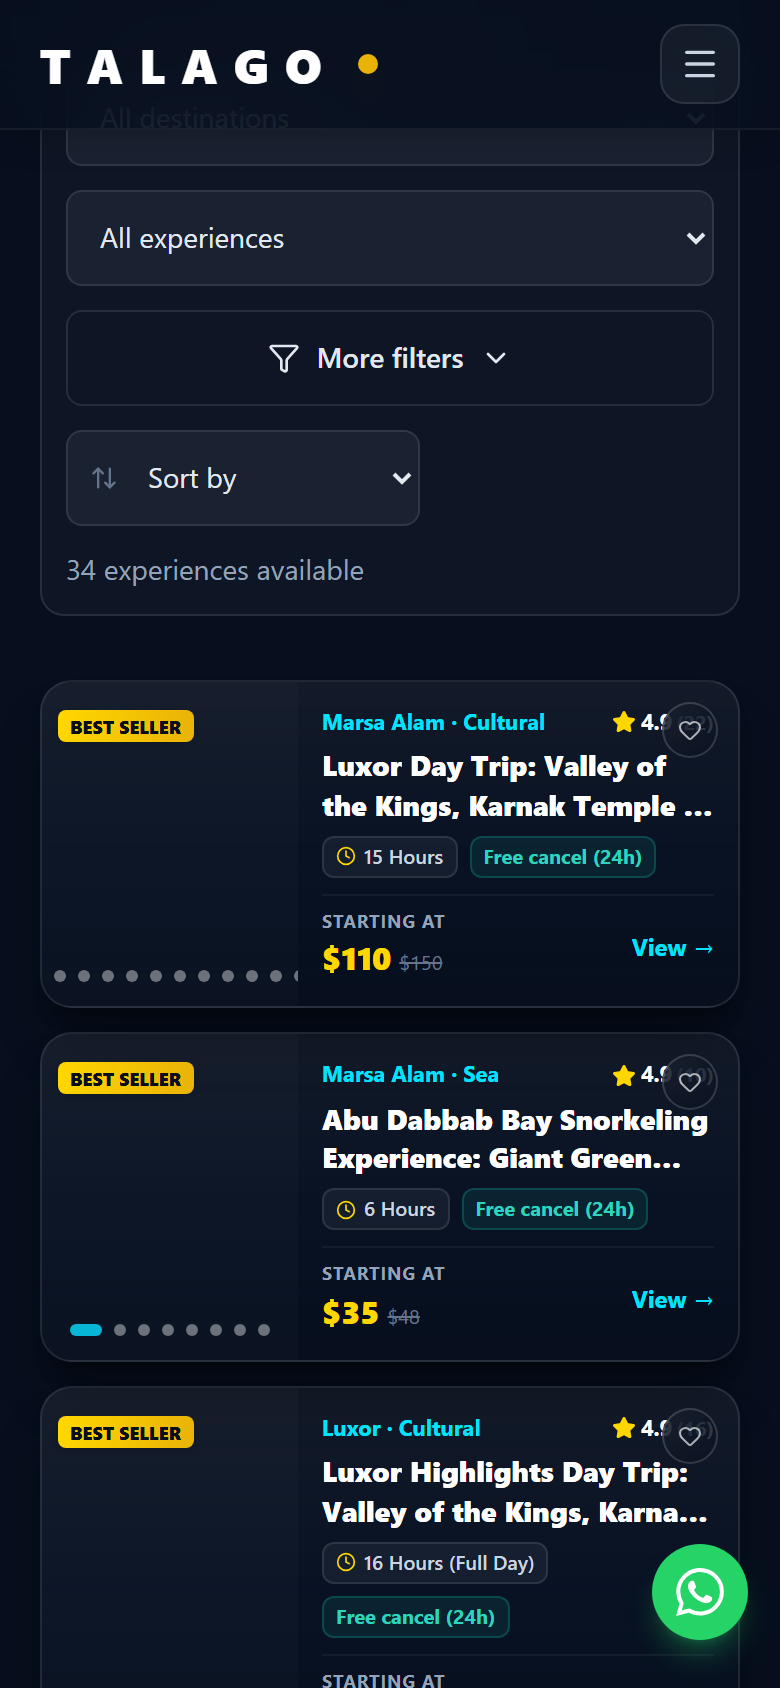 TALAGO
All destinations
All experiences
More filters
Sort by
34 experiences available
BEST SELLER
Marsa Alam · Cultural
Luxor Day Trip: Valley of
the Kings, Karnak Temple ...
15 Hours
Free cancel (24h)
STARTING AT
$110 $150
View →
BEST SELLER
Marsa Alam · Sea
Abu Dabbab Bay Snorkeling
Experience: Giant Green...
6 Hours
Free cancel (24h)
STARTING AT
$35 $48
View →
BEST SELLER
Luxor · Cultural
Luxor Highlights Day Trip:
Valley of the Kings, Karna...
16 Hours (Full Day)
Free cancel (24h)
STARTING AT